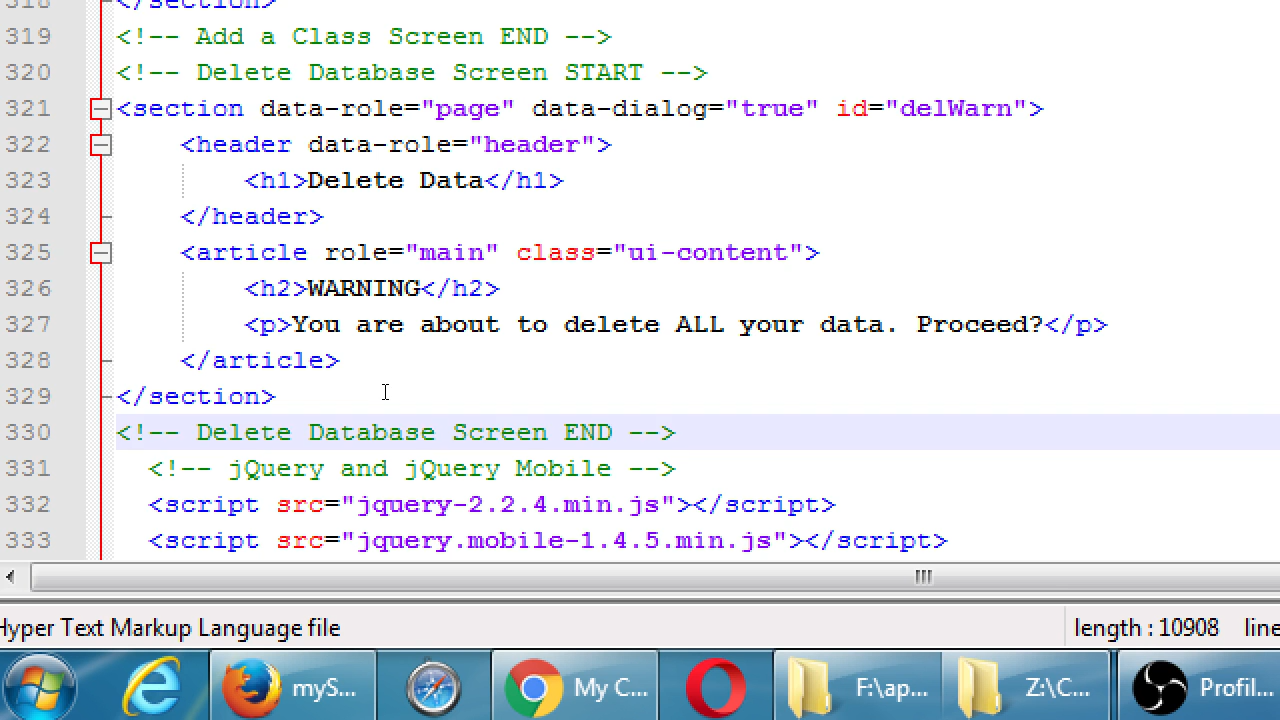 318 </section>
319 <!-- Add a Class Screen END -->
320 <!-- Delete Database Screen START -->
321 <section data-role="page" data-dialog="true" id="delWarn">
322 <header data-role="header">
323 <h1>Delete Data</h1>
324 </header>
325 <article role="main" class="ui-content">
326 <h2>WARNING</h2>
327 <p>You are about to delete ALL your data. Proceed?</p>
328 </article>
329 </section>
330 <!-- Delete Database Screen END -->
331 <!-- jQuery and jQuery Mobile -->
332 <script src="jquery-2.2.4.min.js"></script>
333 <script src="jquery.mobile-1.4.5.min.js"></script>
Hyper Text Markup Language file length : 10908 line
myS... My C... F:\ap... Z:\C... Profil...